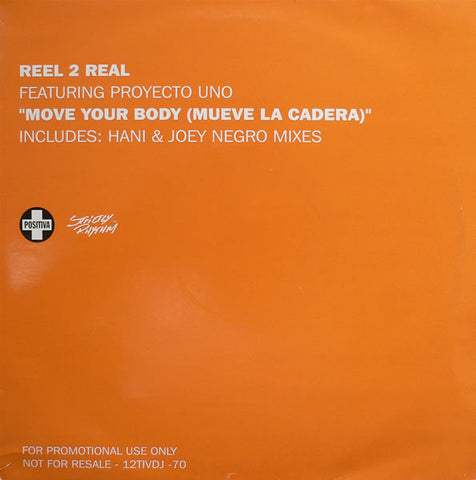 REEL 2 REAL
FEATURING PROYECTO UNO
"MOVE YOUR BODY (MUEVE LA CADERA)"
INCLUDES: HANI & JOEY NEGRO MIXES
POSITIVA
STRICTLY RHYTHM
FOR PROMOTIONAL USE ONLY
NOT FOR RESALE - 12TIVDJ -70